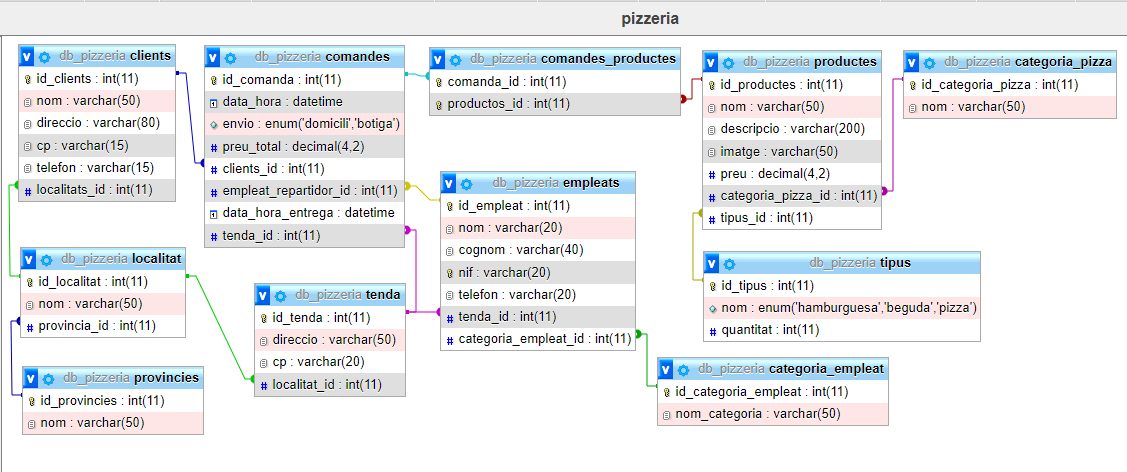 pizzeria
v db_pizzeria clients
id_clients : int(11)
nom : varchar(50)
direccio : varchar(80)
cp : varchar(15)
telefon : varchar(15)
# localitats_id : int(11)
v db_pizzeria comandes
id_comanda : int(11)
data_hora : datetime
envio : enum('domicili','botiga')
# preu_total : decimal(4,2)
# clients_id : int(11)
# empleat_repartidor_id : int(11)
data_hora_entrega : datetime
# tenda_id : int(11)
v db_pizzeria comandes_productes
comanda_id : int(11)
productos_id : int(11)
v db_pizzeria productes
id_productes : int(11)
nom : varchar(50)
descripcio : varchar(200)
imatge : varchar(50)
# preu : decimal(4,2)
# categoria_pizza_id : int(11)
# tipus_id : int(11)
v db_pizzeria categoria_pizza
id_categoria_pizza : int(11)
nom : varchar(50)
v db_pizzeria empleats
id_empleat : int(11)
nom : varchar(20)
cognom : varchar(40)
nif : varchar(20)
telefon : varchar(20)
# tenda_id : int(11)
# categoria_empleat_id : int(11)
v db_pizzeria localitat
id_localitat : int(11)
nom : varchar(50)
# provincia_id : int(11)
v db_pizzeria tenda
id_tenda : int(11)
direccio : varchar(50)
cp : varchar(20)
# localitat_id : int(11)
v db_pizzeria tipus
id_tipus : int(11)
nom : enum('hamburguesa','beguda','pizza')
# quantitat : int(11)
v db_pizzeria provincies
id_provincies : int(11)
nom : varchar(50)
v db_pizzeria categoria_empleat
id_categoria_empleat : int(11)
nom_categoria : varchar(50)